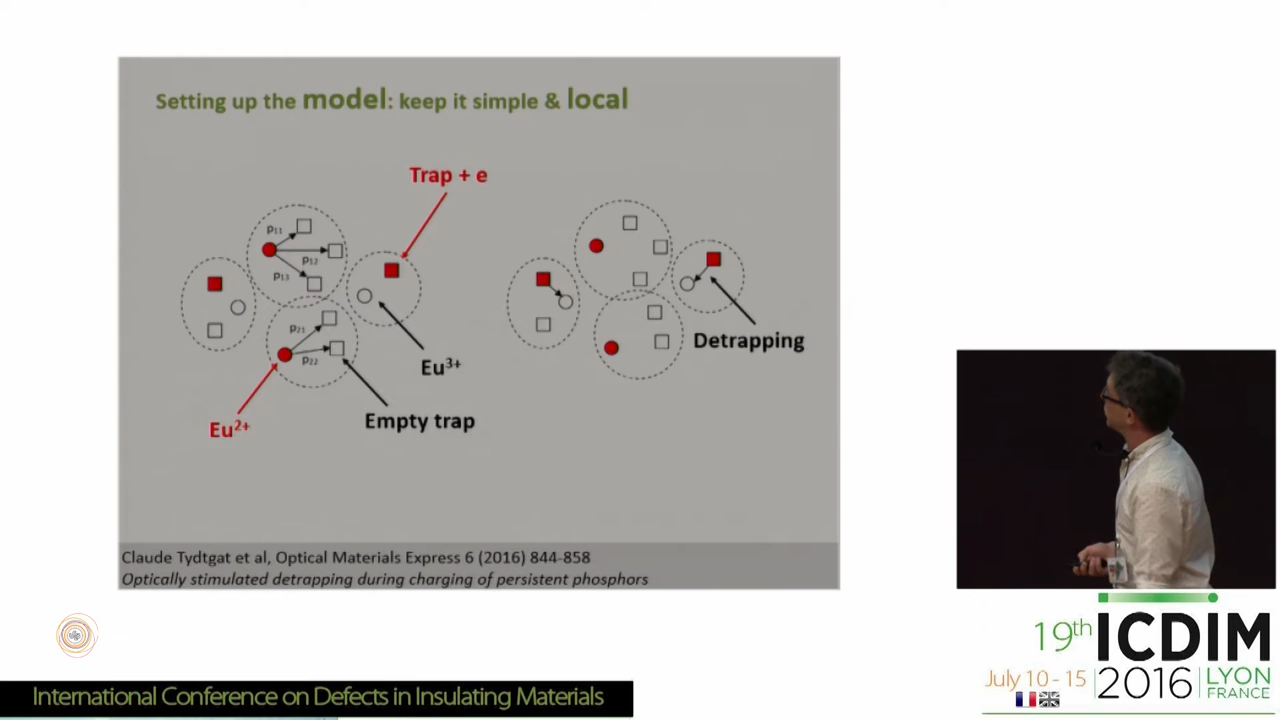 Setting up the model: keep it simple & local
Trap + e
p11
p12
p13
p21
p22
Eu3+
Empty trap
Eu2+
Detrapping
Claude Tydtgat et al, Optical Materials Express 6 (2016) 844-858
Optically stimulated detrapping during charging of persistent phosphors
19th ICDIM
July 10 - 15 2016 LYON
FRANCE
International Conference on Defects in Insulating Materials